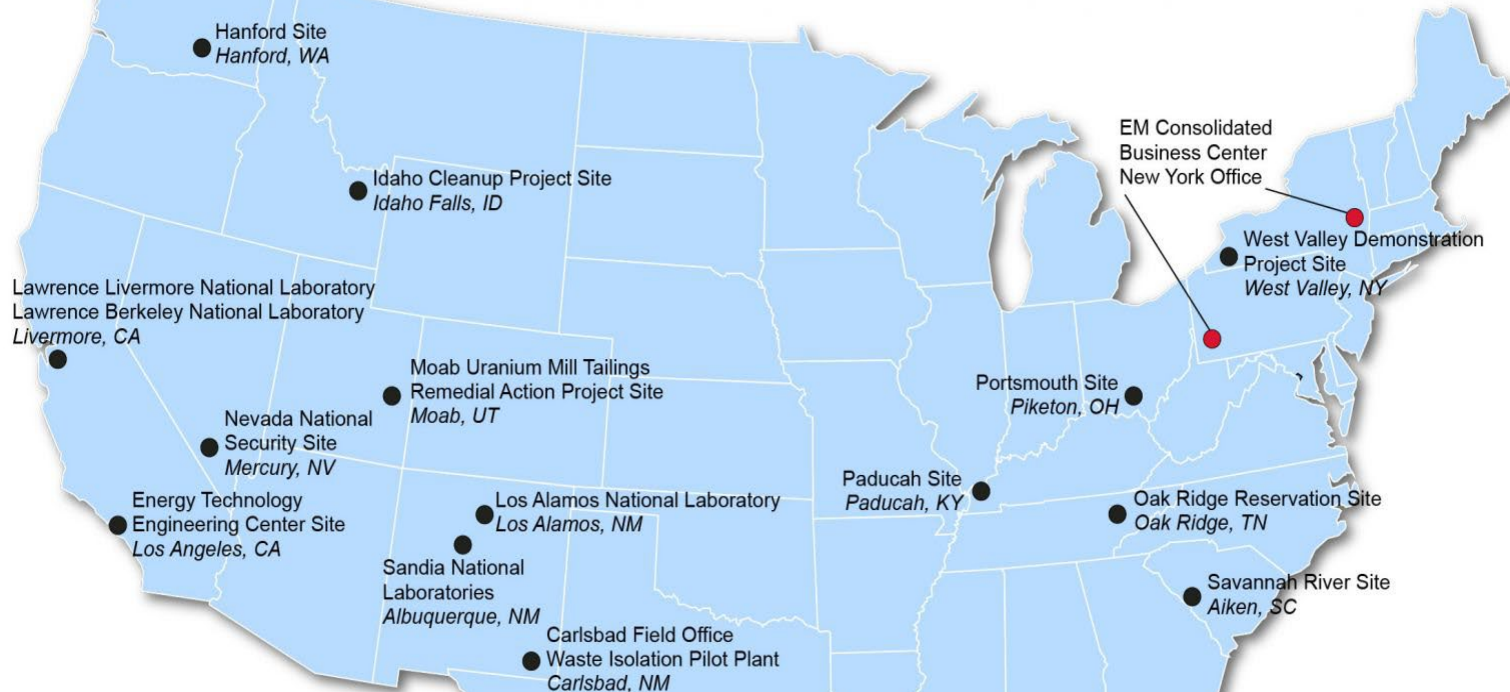 Hanford Site
Hanford, WA
Idaho Cleanup Project Site
Idaho Falls, ID
EM Consolidated
Business Center
New York Office
West Valley Demonstration
Project Site
West Valley, NY
Lawrence Livermore National Laboratory
Lawrence Berkeley National Laboratory
Livermore, CA
Moab Uranium Mill Tailings
Remedial Action Project Site
Moab, UT
Portsmouth Site
Piketon, OH
Nevada National
Security Site
Mercury, NV
Paducah Site
Paducah, KY
Energy Technology
Engineering Center Site
Los Angeles, CA
Los Alamos National Laboratory
Los Alamos, NM
Oak Ridge Reservation Site
Oak Ridge, TN
Sandia National
Laboratories
Albuquerque, NM
Savannah River Site
Aiken, SC
Carlsbad Field Office
Waste Isolation Pilot Plant
Carlsbad, NM